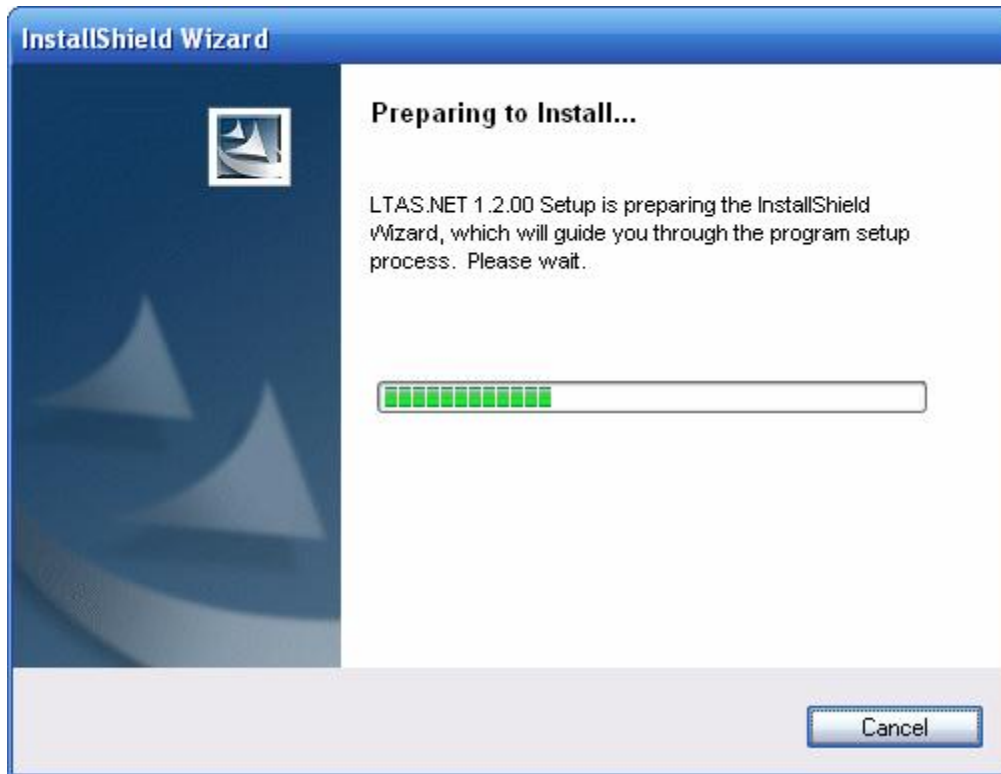 InstallShield Wizard
Preparing to Install...
LTAS.NET 1.2.00 Setup is preparing the InstallShield
Wizard, which will guide you through the program setup
process. Please wait.
Cancel